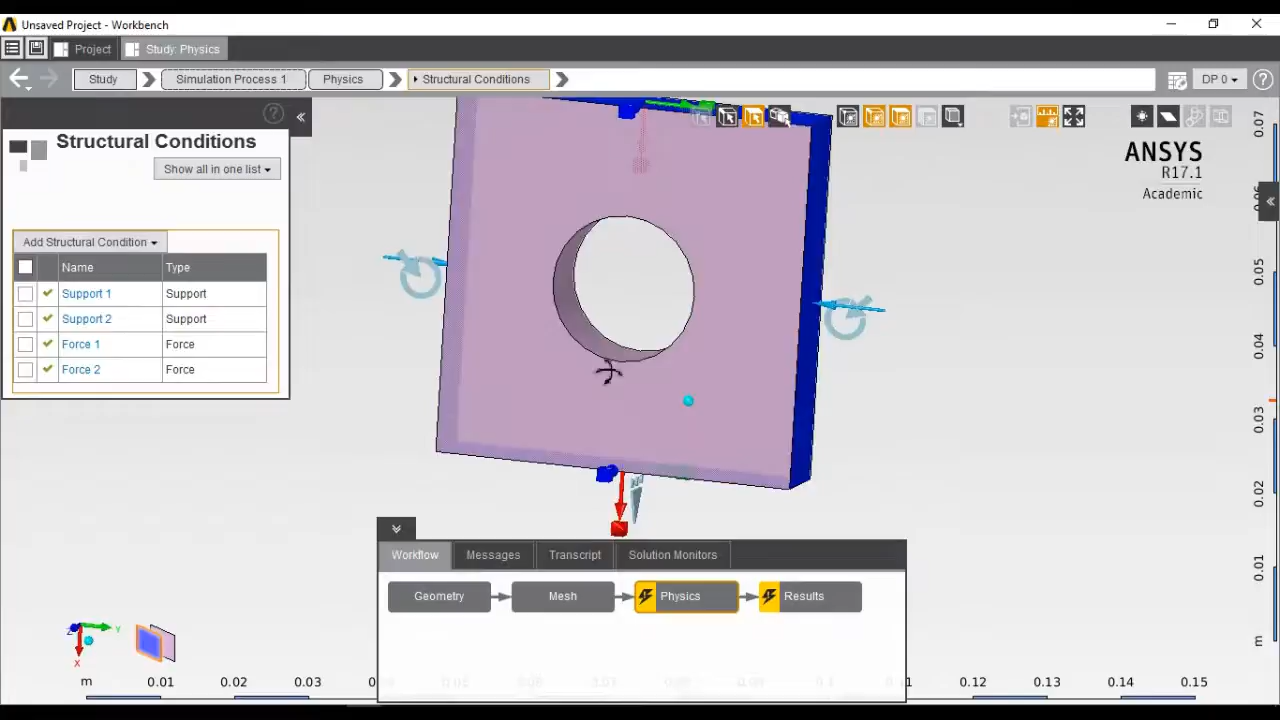 Unsaved Project - Workbench
Project
Study: Physics
Study
Simulation Process 1
Physics
Structural Conditions
DP 0
Structural Conditions
Show all in one list
Add Structural Condition
Name Type
Support 1 Support
Support 2 Support
Force 1 Force
Force 2 Force
ANSYS
R17.1
Academic
0.07
0.05
0.04
0.03
0.02
0.01
m
Workflow
Messages
Transcript
Solution Monitors
Geometry
Mesh
Physics
Results
Z
Y
X
m 0.01 0.02 0.03 0.12 0.13 0.14 0.15